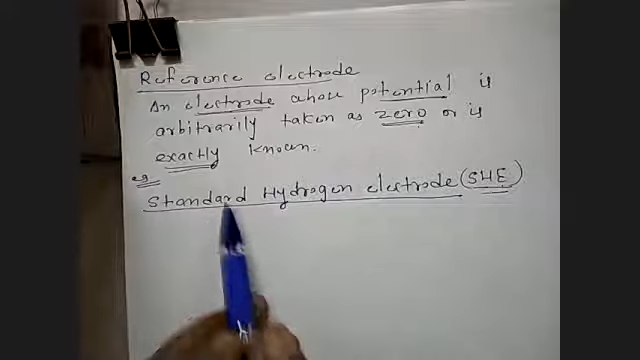 Reference electrode
An electrode whose potential is
arbitrarily taken as zero or is
exactly known.
eg
Standard Hydrogen electrode (SHE)